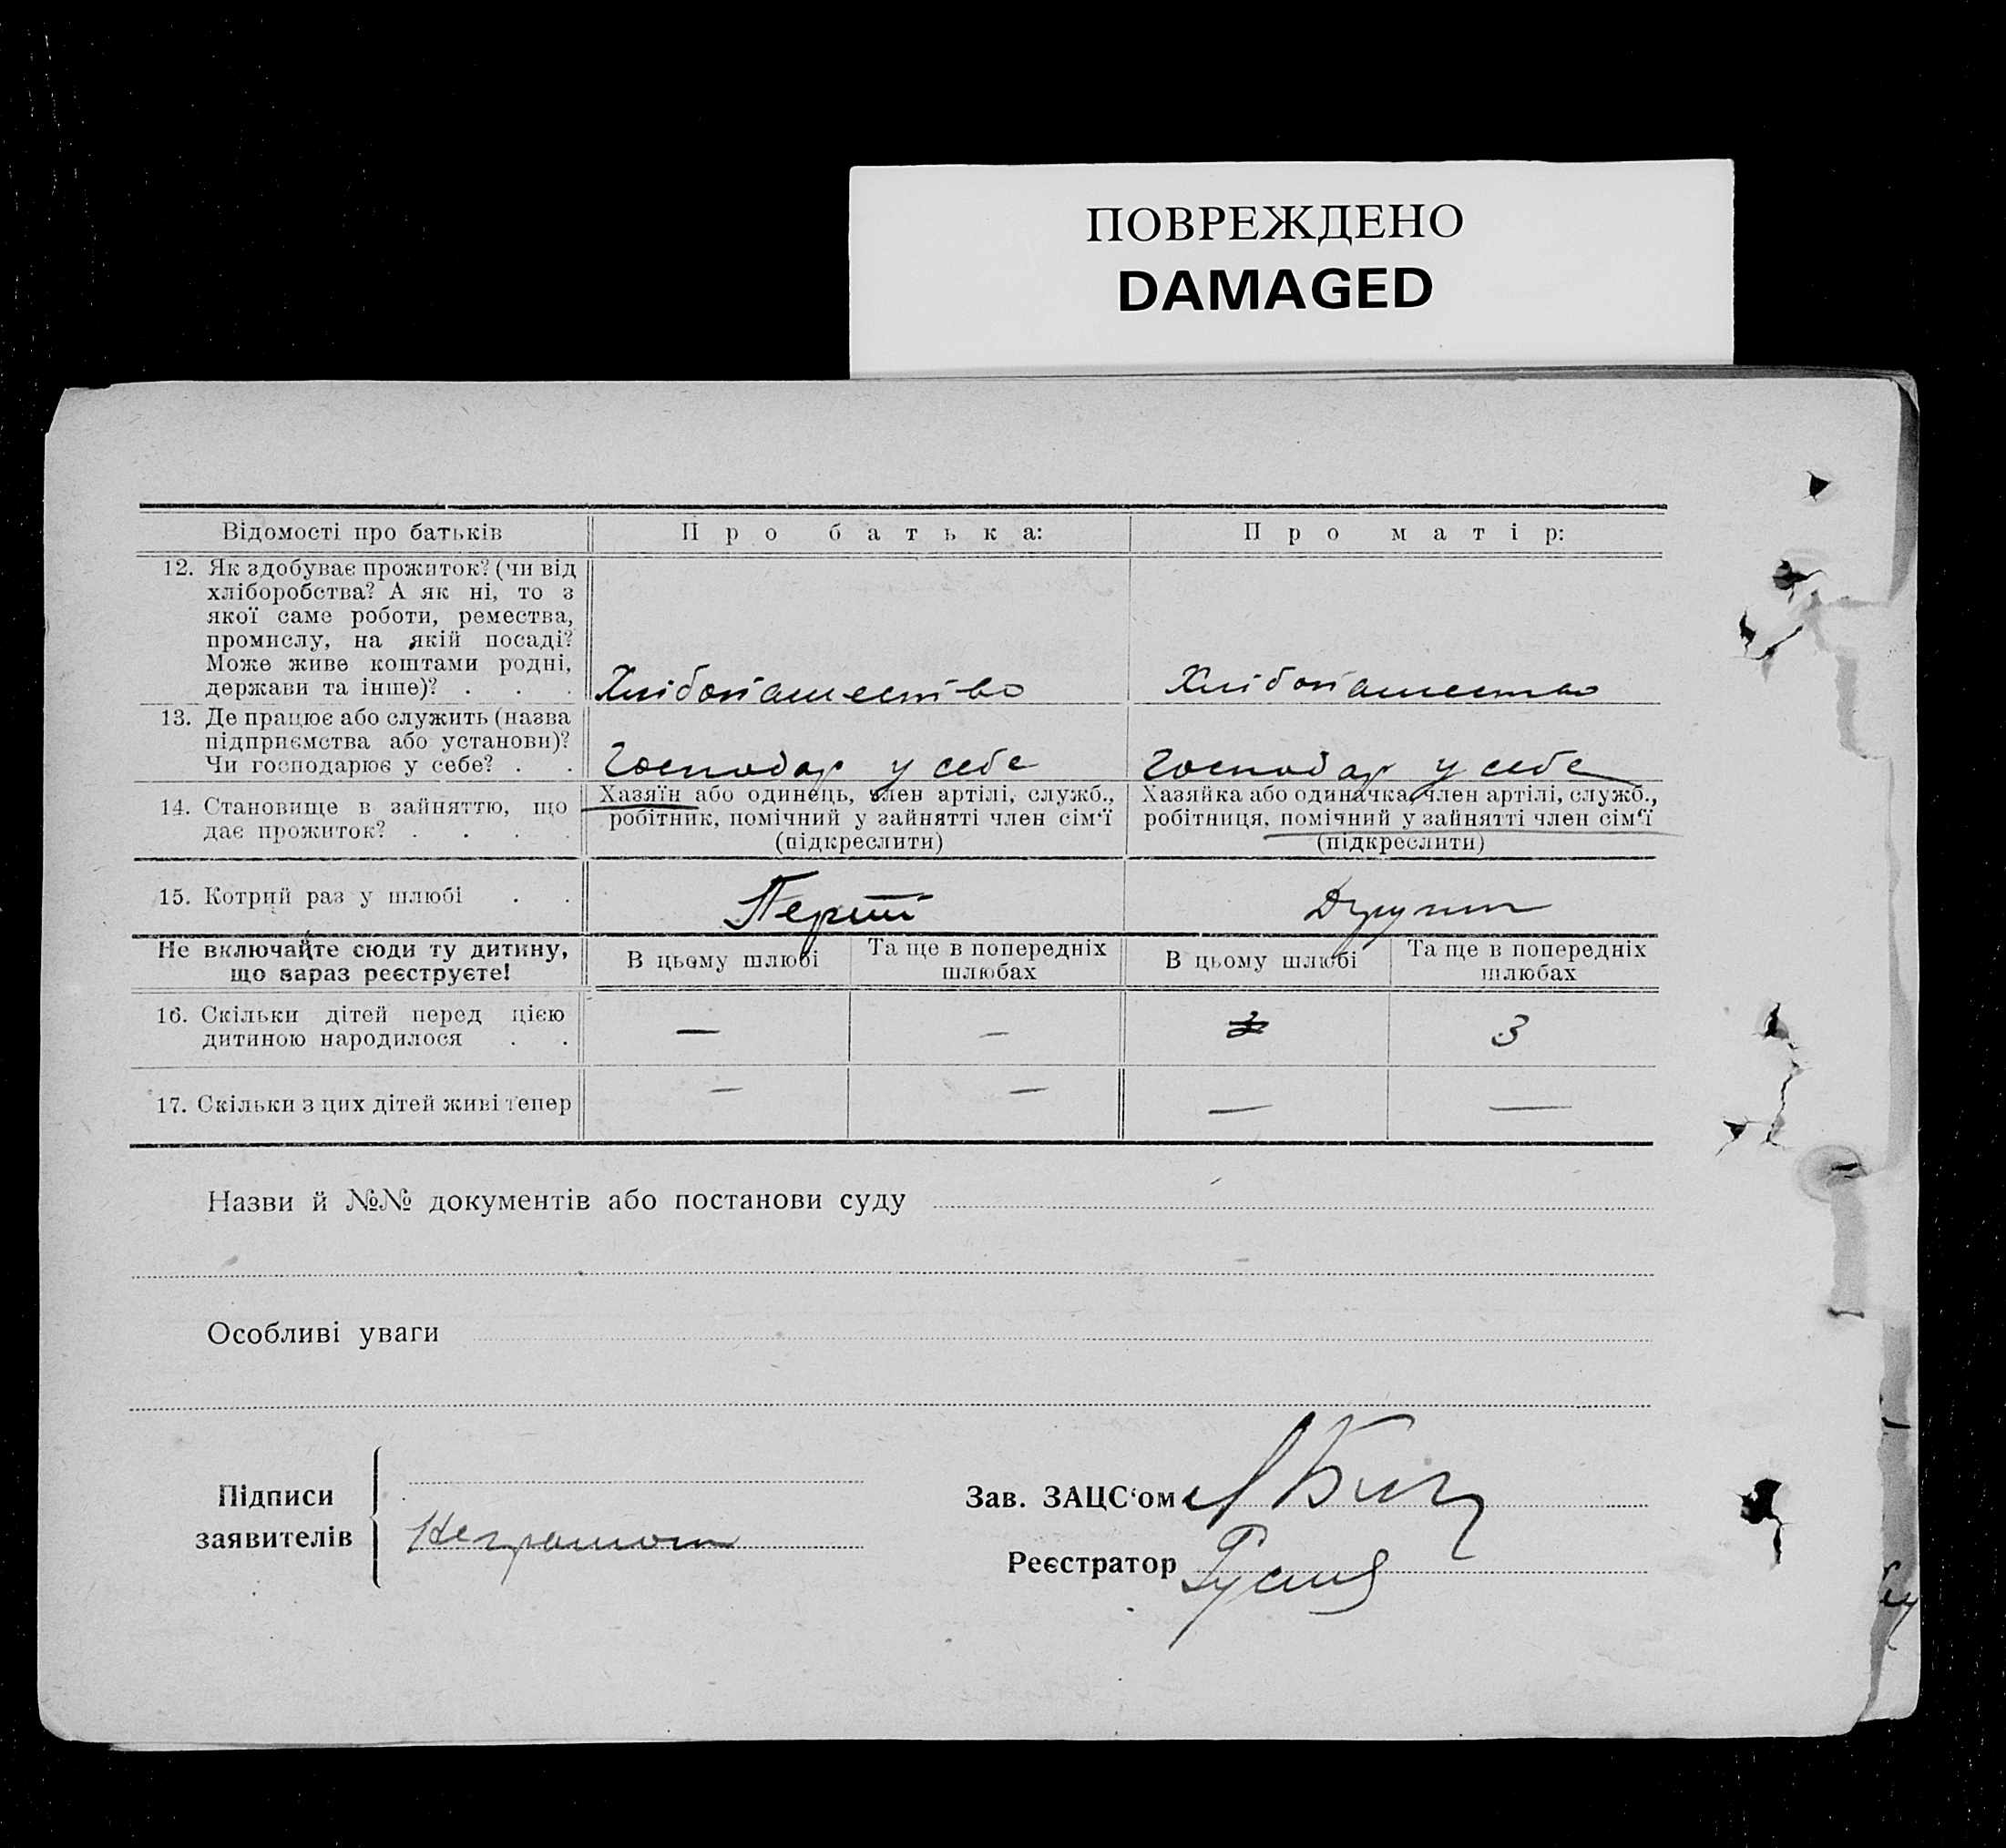 ПОВРЕЖДЕНО
DAMAGED
Відомості про батьків
Про батька:
Про матір:
12. Як здобуває прожиток? (чи від
хліборобства? А як ні, то з
якої саме роботи, ремества,
промислу, на якій посаді?
Може живе коштами родні,
держави та інше)? . . .
Хлібопашество
Хлібопашество
13. Де працює або служить (назва
підприємства або установи)?
Чи господарює у себе? . .
Господар у себе
Господар у себе
14. Становище в зайняттю, що
дає прожиток? . . . .
Хазяїн або одинець, член артілі, служб.,
робітник, помічний у зайнятті член сім'ї
(підкреслити)
Хазяйка або одиначка, член артілі, служб.,
робітниця, помічний у зайнятті член сім'ї
(підкреслити)
15. Котрий раз у шлюбі . .
Перший
Другий
Не включайте сюди ту дитину,
що зараз реєструєте!
В цьому шлюбі
Та ще в попередніх
шлюбах
В цьому шлюбі
Та ще в попередніх
шлюбах
16. Скільки дітей перед цією
дитиною народилося . .
— — 3
17. Скільки з цих дітей живі тепер
— — — —
Назви й №№ документів або постанови суду
Особливі уваги
Підписи
заявителів
Неграмотн
Зав. ЗАЦС'ом
Реєстратор